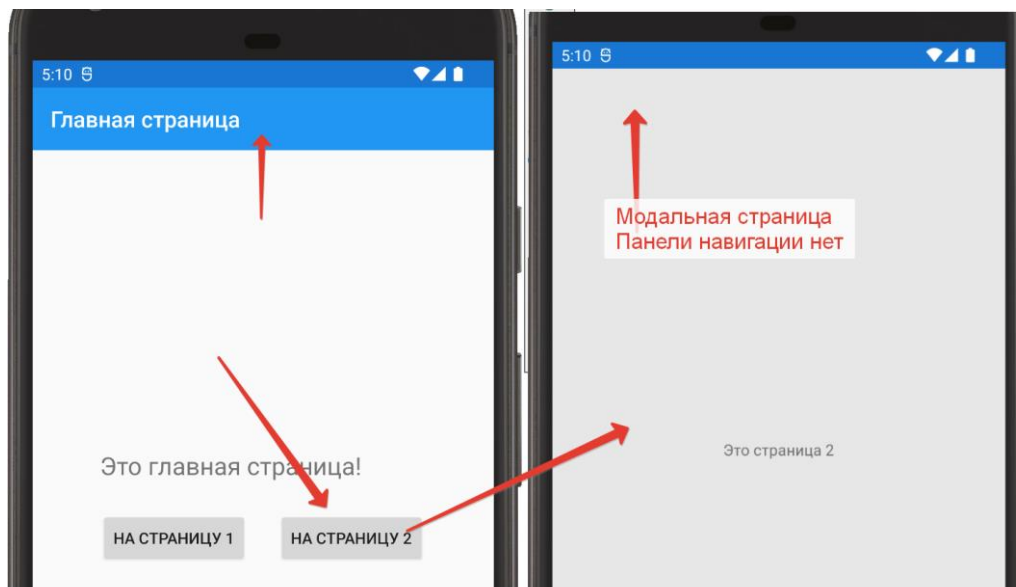 5:10
Главная страница
Это главная страница!
НА СТРАНИЦУ 1
НА СТРАНИЦУ 2
5:10
Модальная страница
Панели навигации нет
Это страница 2